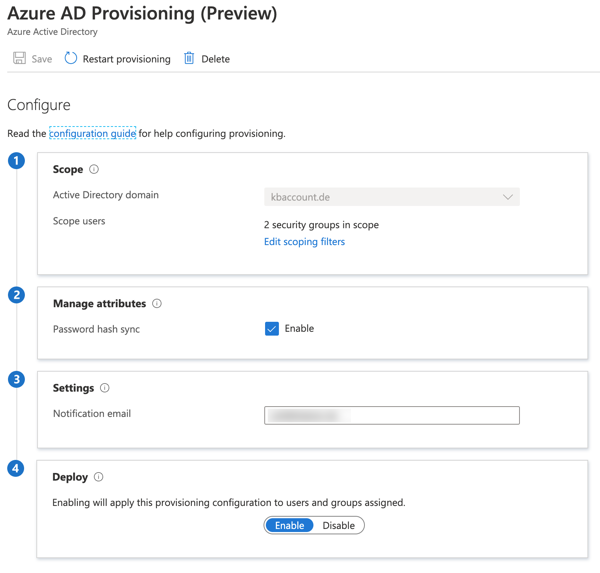 Azure AD Provisioning (Preview)
Azure Active Directory
Save Restart provisioning Delete
Configure
Read the configuration guide for help configuring provisioning.
1 Scope
Active Directory domain kbaccount.de
Scope users 2 security groups in scope
Edit scoping filters
2 Manage attributes
Password hash sync Enable
3 Settings
Notification email
4 Deploy
Enabling will apply this provisioning configuration to users and groups assigned.
Enable Disable